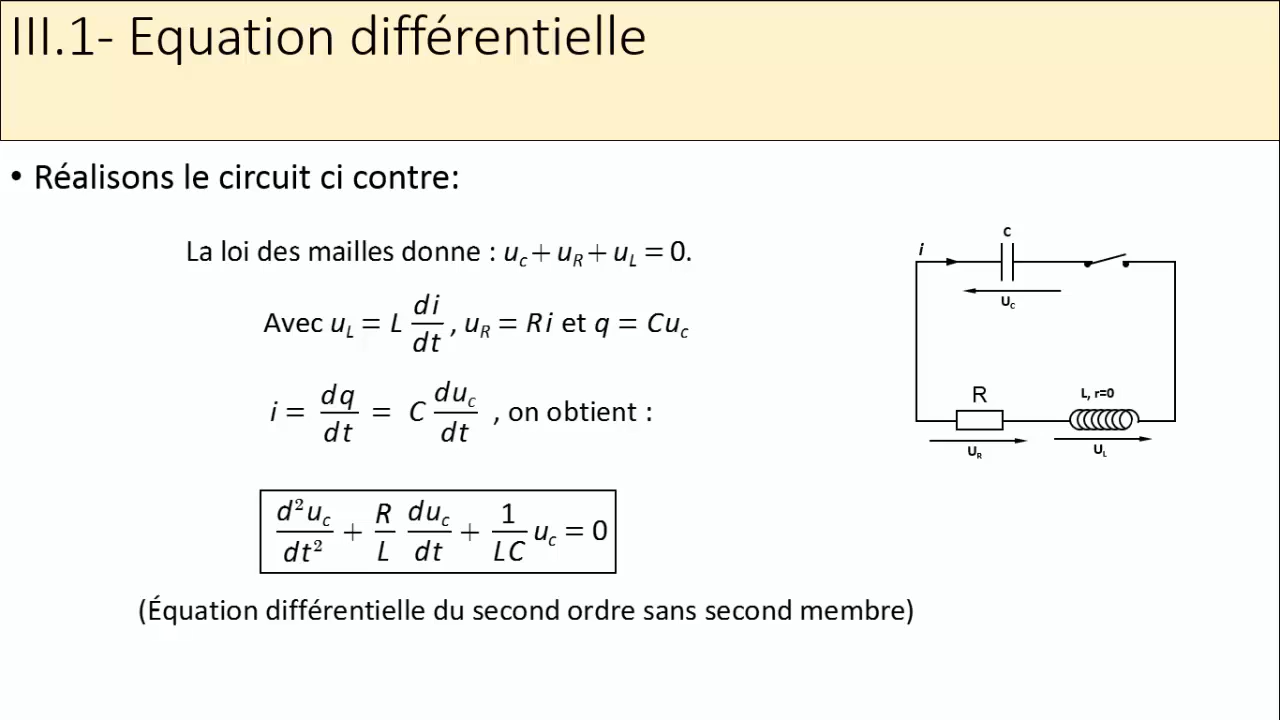 III.1- Equation différentielle
• Réalisons le circuit ci contre:
La loi des mailles donne : u_c + u_R + u_L = 0.
Avec u_L = L di/dt , u_R = Ri et q = Cu_c
i = dq/dt = C du_c/dt , on obtient :
d²u_c/dt² + R/L du_c/dt + 1/LC u_c = 0
(Équation différentielle du second ordre sans second membre)
C
i
U_C
R
L, r=0
U_R
U_L